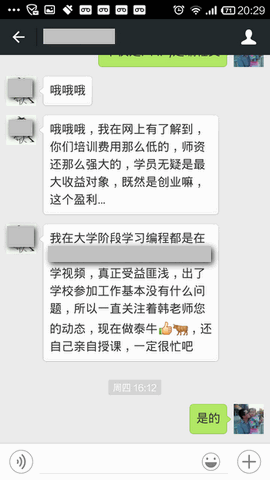 20:29
71
哦哦哦
哦哦哦，我在网上有了解到，
你们培训费用那么低的，师资
还那么强大的，学员无疑是最
大收益对象，既然是创业嘛，
这个盈利...
我在大学阶段学习编程都是在
学视频，真正受益匪浅，出了
学校参加工作基本没有什么问
题，所以一直关注着韩老师您
的动态，现在做泰牛👍🐂，还
自己亲自授课，一定很忙吧
周四 16:12
是的